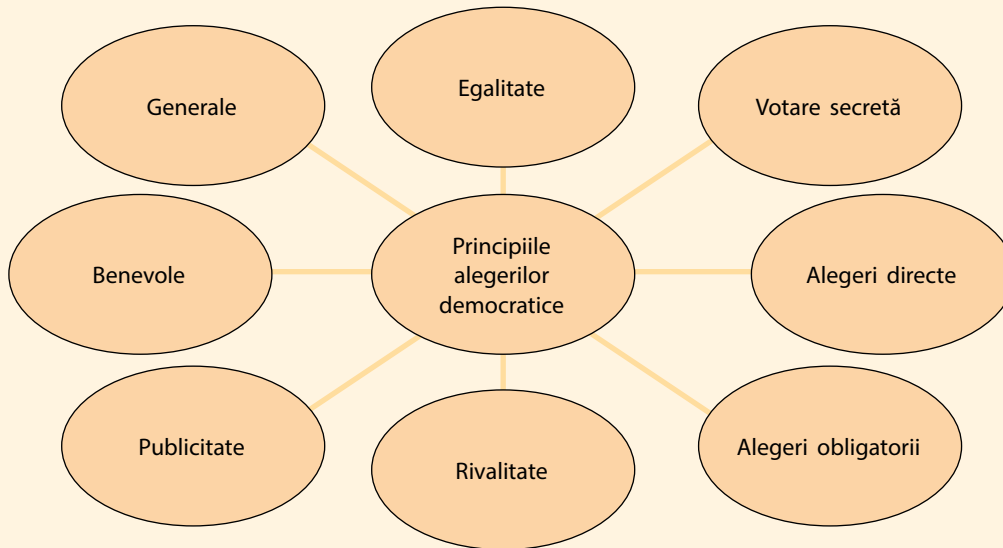 Generale
Egalitate
Votare secretă
Benevole
Principiile
alegerilor
democratice
Alegeri directe
Publicitate
Rivalitate
Alegeri obligatorii